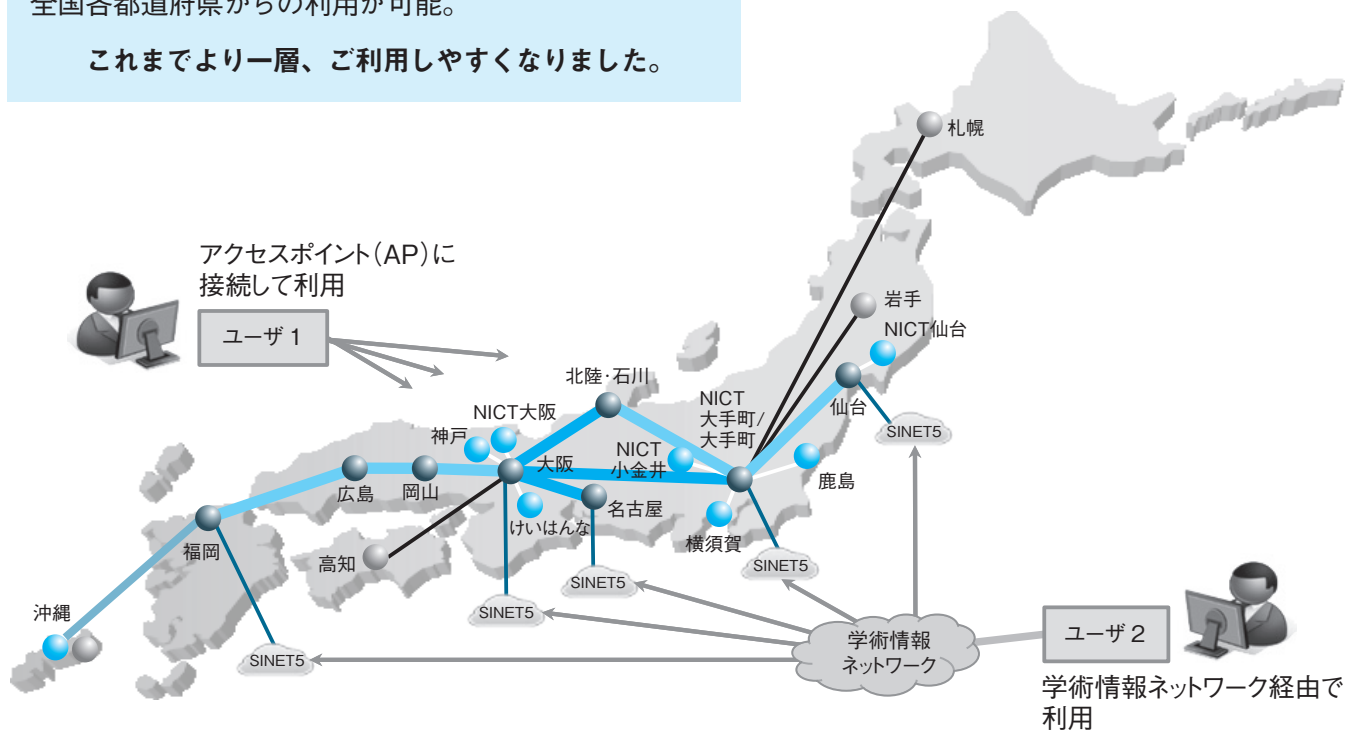 全国各都道府県からの利用が可能。
これまでより一層、ご利用しやすくなりました。
札幌
アクセスポイント(AP)に
接続して利用
ユーザ 1
岩手
NICT仙台
仙台
SINET5
北陸・石川
NICT
大手町/
大手町
NICT大阪
神戸
大阪
NICT
小金井
鹿島
広島
岡山
けいはんな
名古屋
横須賀
福岡
高知
SINET5
SINET5
SINET5
沖縄
SINET5
学術情報
ネットワーク
ユーザ 2
学術情報ネットワーク経由で
利用